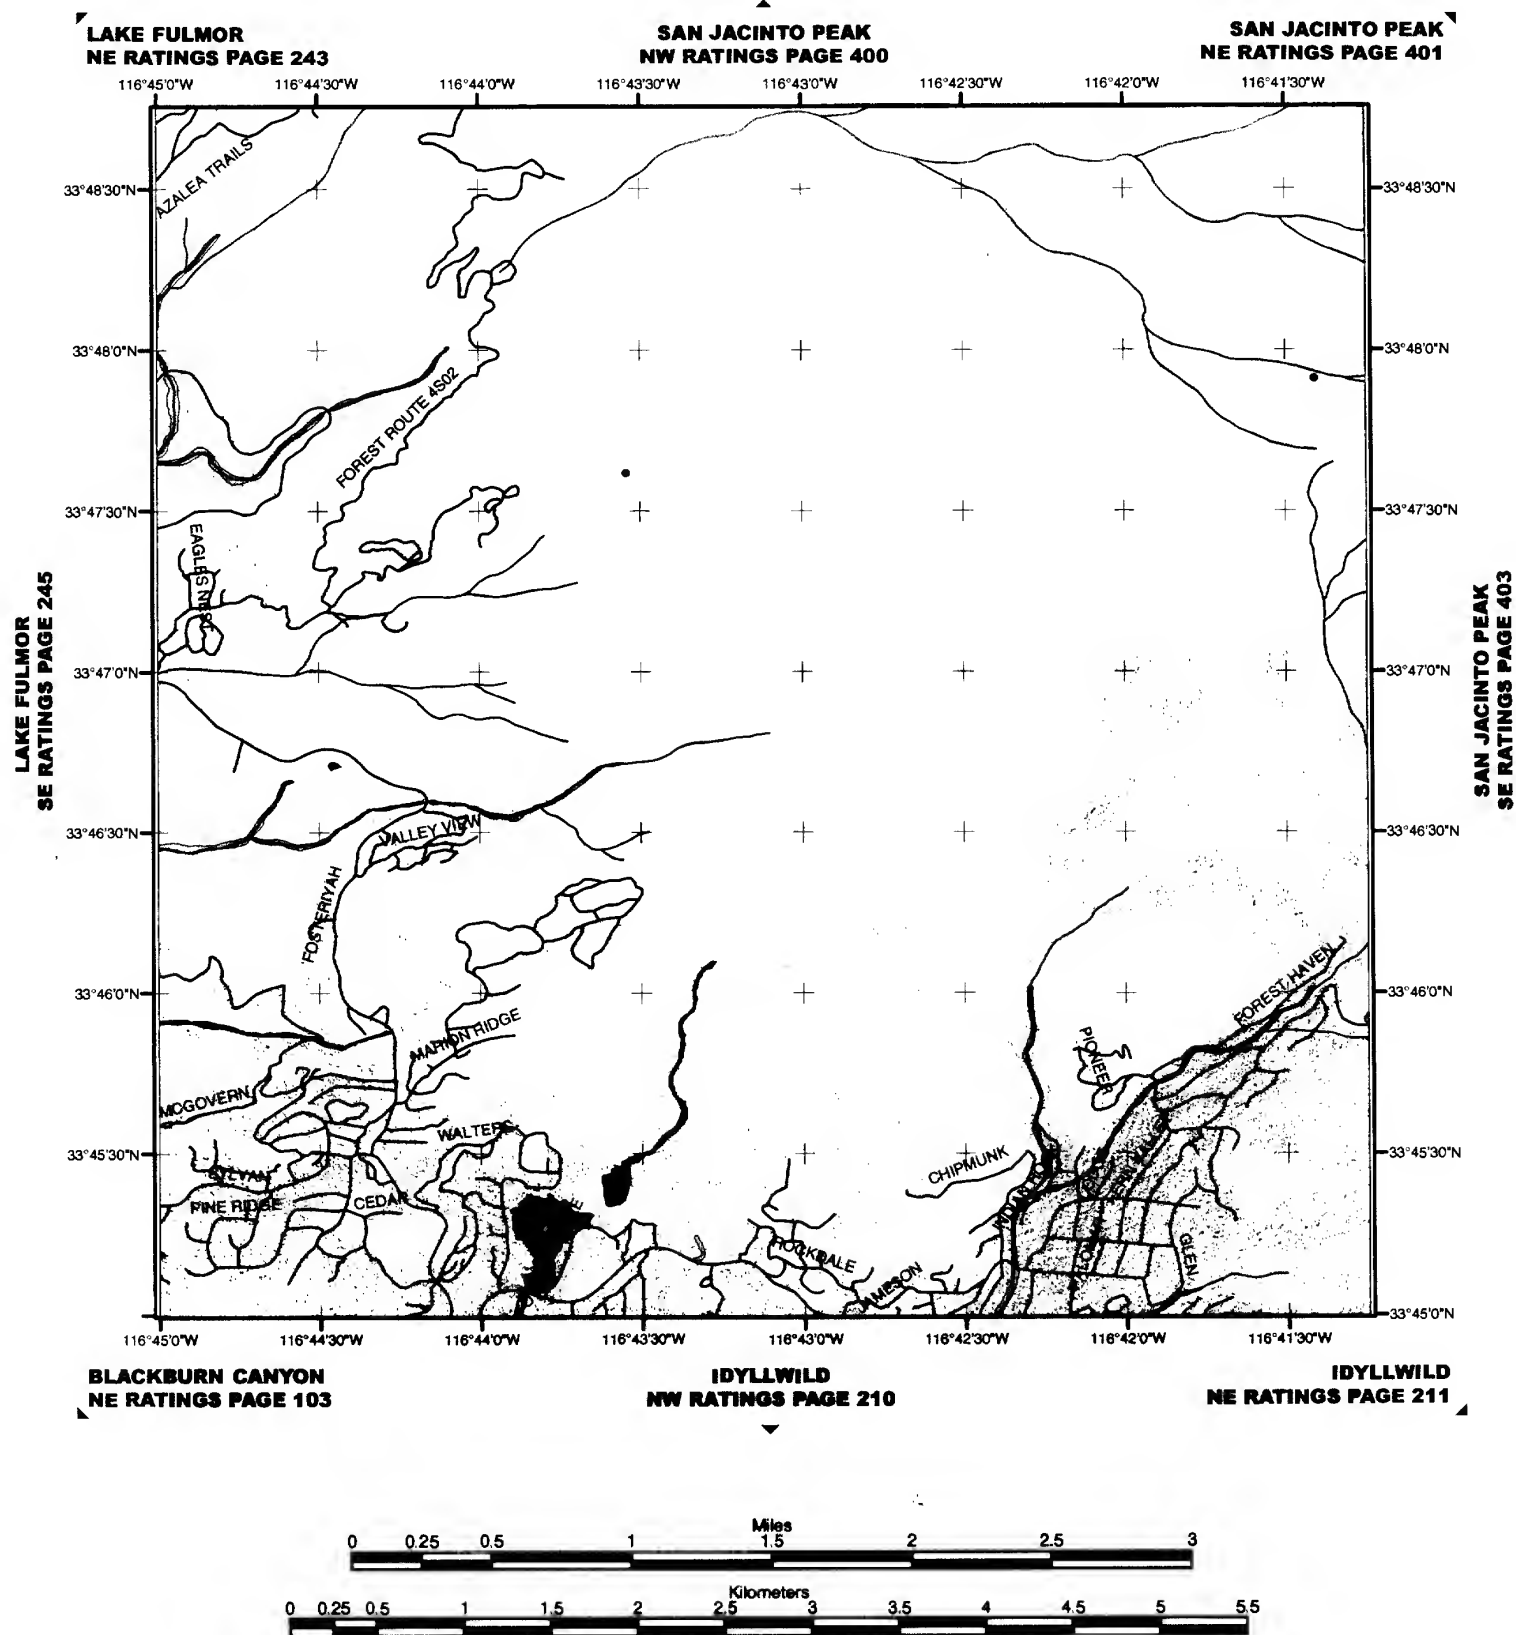 LAKE FULMOR
NE RATINGS PAGE 243
SAN JACINTO PEAK
NW RATINGS PAGE 400
SAN JACINTO PEAK
NE RATINGS PAGE 401
116°45'0"W
116°44'30"W
116°44'0"W
116°43'30"W
116°43'0"W
116°42'30"W
116°42'0"W
116°41'30"W
AZALEA TRAILS
33°48'30"N
33°48'30"N
33°48'0"N
33°48'0"N
FOREST ROUTE 4S02
33°47'30"N
33°47'30"N
EAGLES NEST
LAKE FULMOR
SE RATINGS PAGE 245
SAN JACINTO PEAK
SE RATINGS PAGE 403
33°47'0"N
33°47'0"N
33°46'30"N
33°46'30"N
VALLEY VIEW
FOSTERIYAH
FOREST HAVEN
33°46'0"N
33°46'0"N
MARION RIDGE
PIONEER
MCGOVERN
WALTERS
33°45'30"N
33°45'30"N
CHIPMUNK
SYLVAN
PINE RIDGE
CEDAR
ROCKDALE
GLEN
JAMESON
33°45'0"N
116°45'0"W
116°44'30"W
116°44'0"W
116°43'30"W
116°43'0"W
116°42'30"W
116°42'0"W
116°41'30"W
BLACKBURN CANYON
NE RATINGS PAGE 103
IDYLLWILD
NW RATINGS PAGE 210
IDYLLWILD
NE RATINGS PAGE 211
Miles
0 0.25 0.5 1 1.5 2 2.5 3
Kilometers
0 0.25 0.5 1 1.5 2 2.5 3 3.5 4 4.5 5 5.5